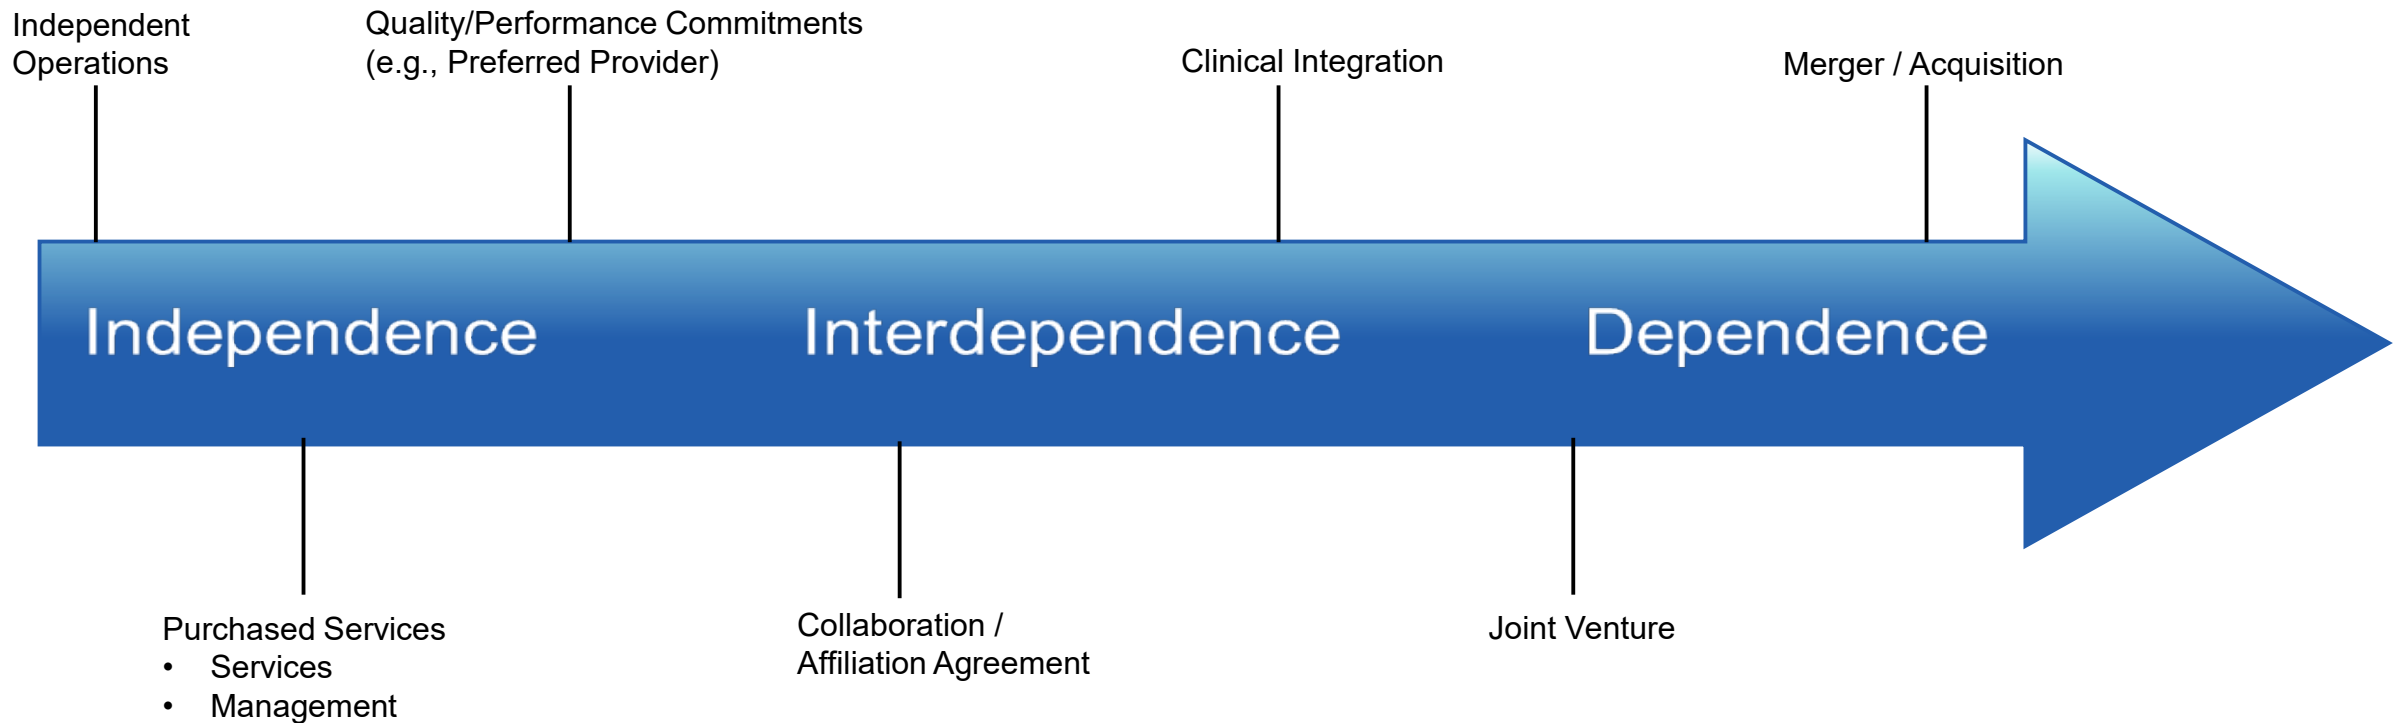 Independent
Operations
Quality/Performance Commitments
(e.g., Preferred Provider)
Clinical Integration
Merger / Acquisition
Independence
Interdependence
Dependence
Purchased Services
• Services
• Management
Collaboration /
Affiliation Agreement
Joint Venture